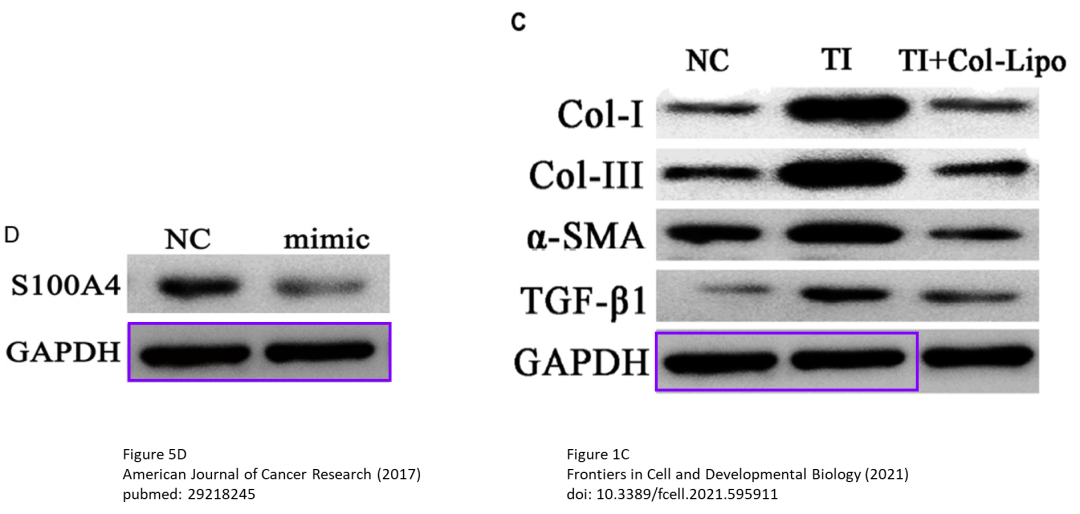 D
NC mimic
S100A4
GAPDH
Figure 5D
American Journal of Cancer Research (2017)
pubmed: 29218245
C
NC TI TI+Col-Lipo
Col-I
Col-III
α-SMA
TGF-β1
GAPDH
Figure 1C
Frontiers in Cell and Developmental Biology (2021)
doi: 10.3389/fcell.2021.595911